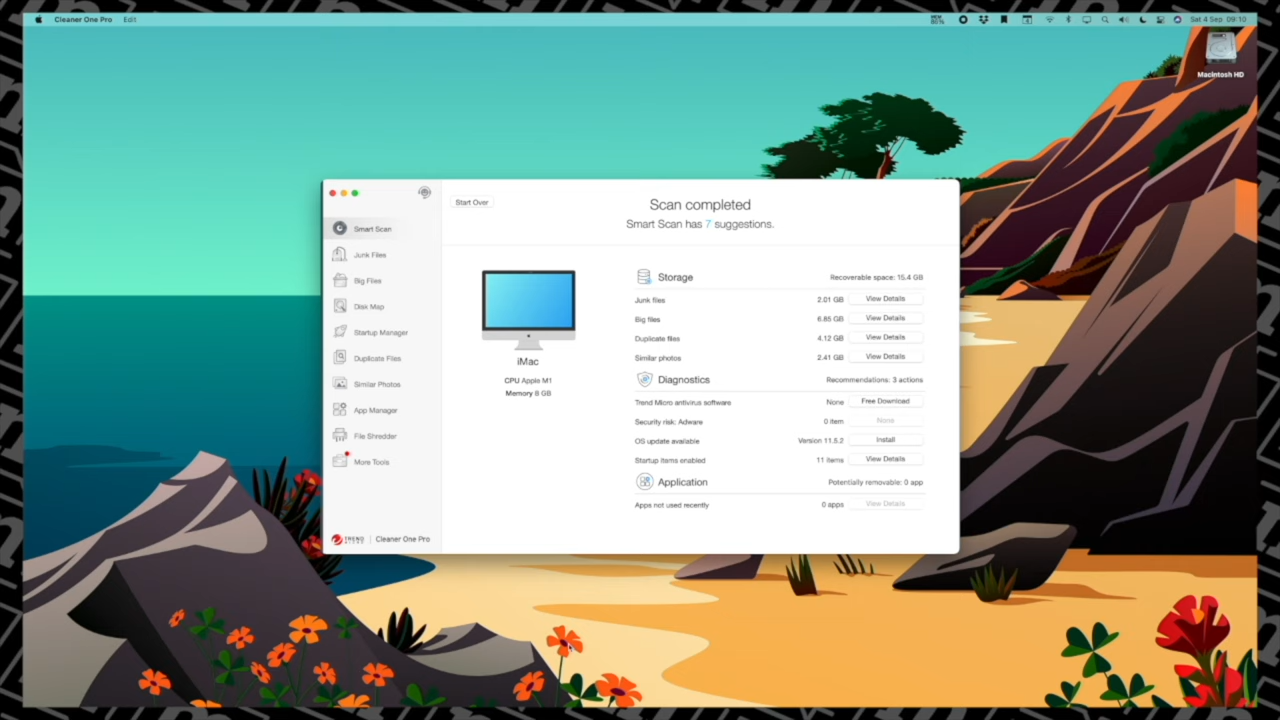 Cleaner One Pro Edit Sat 4 Sep 09:10
Macintosh HD
Start Over
Scan completed
Smart Scan has 7 suggestions.
Smart Scan
Junk Files
Big Files
Disk Map
Startup Manager
Duplicate Files
Similar Photos
App Manager
File Shredder
More Tools
TREND Cleaner One Pro
iMac
CPU Apple M1
Memory 8 GB
Storage Recoverable space: 15.4 GB
Junk files 2.01 GB View Details
Big files 6.85 GB View Details
Duplicate files 4.12 GB View Details
Similar photos 2.41 GB View Details
Diagnostics Recommendations: 3 actions
Trend Micro antivirus software None Free Download
Security risk: Adware 0 item None
OS update available Version 11.5.2 Install
Startup items enabled 11 items View Details
Application Potentially removable: 0 app
Apps not used recently 0 apps View Details